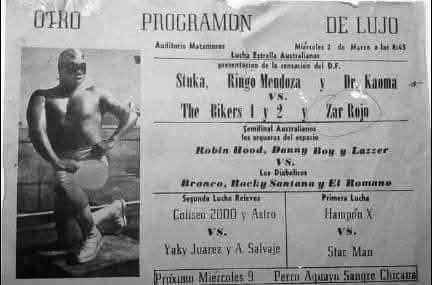 OTRO PROGRAMON DE LUJO
Auditorio Matamoros Miércoles 2 de Marzo a las 8:45
Lucha Estrella Australianos
presentacion de la sensación del D.F.
Stuka, Ringo Mendoza y Dr. Kaoma
VS.
The Bikers 1 y 2 y Zar Rojo
Semifinal Australianos
los arqueros del espacio
Robin Hood, Danny Boy y Lazzer
VS.
Los Diabolicos
Bronco, Rocky Santana y El Romano
Segunda Lucha Relevos
Coliseo 2000 y Astro
VS.
Yaky Juarez y A. Salvaje
Primera Lucha
Hampón X
VS.
Star Man
Próximo Miércoles 9 Perro Aguayo Sangre Chicana